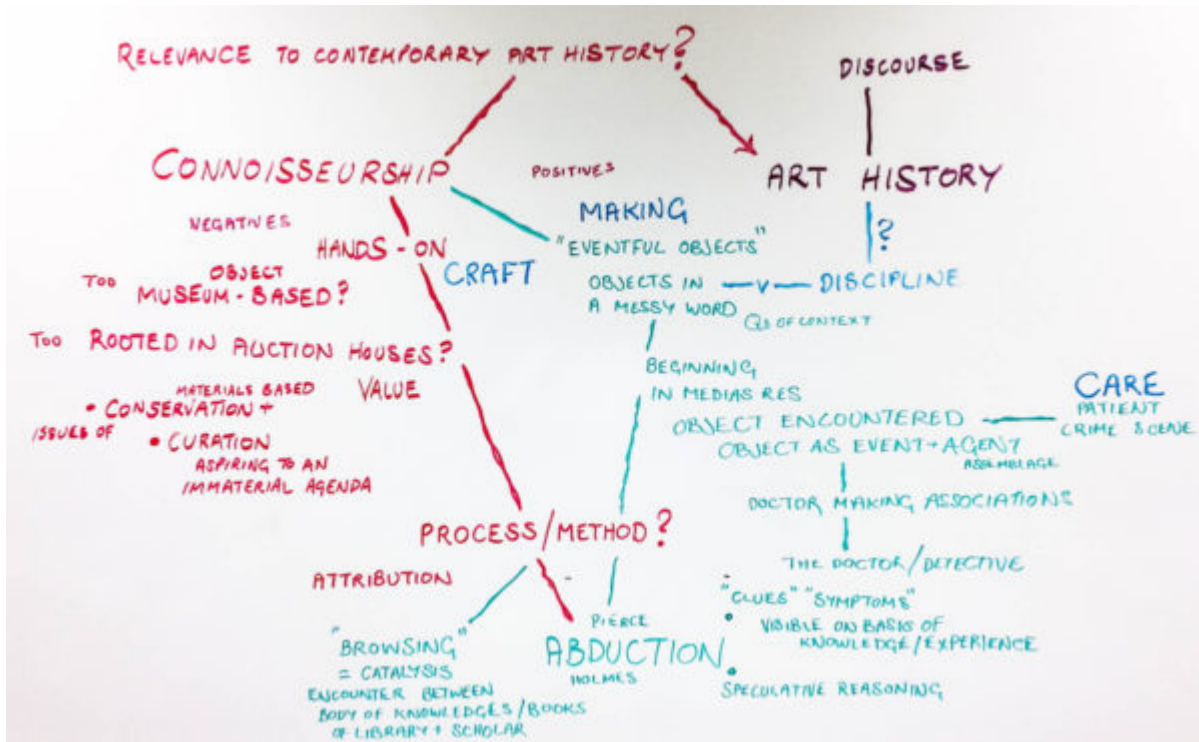 RELEVANCE TO CONTEMPORARY ART HISTORY?
DISCOURSE
CONNOISSEURSHIP
POSITIVES
ART HISTORY
NEGATIVES
MAKING
?
HANDS-ON
"EVENTFUL OBJECTS"
TOO OBJECT
MUSEUM-BASED?
CRAFT
OBJECTS IN —V— DISCIPLINE
A MESSY WORD
QS OF CONTEXT
TOO ROOTED IN AUCTION HOUSES?
VALUE
BEGINNING
IN MEDIAS RES
MATERIALS BASED
• CONSERVATION +
ISSUES OF
• CURATION
ASPIRING TO AN
IMMATERIAL AGENDA
CARE
PATIENT
CRIME SCENE
OBJECT ENCOUNTERED
OBJECT AS EVENT + AGENT
ASSEMBLAGE
DOCTOR MAKING ASSOCIATIONS
THE DOCTOR/DETECTIVE
PROCESS/METHOD?
ATTRIBUTION
"CLUES" "SYMPTOMS"
• VISIBLE ON BASIS OF
KNOWLEDGE/EXPERIENCE
• SPECULATIVE REASONING
PIERCE
ABDUCTION
HOLMES
"BROWSING"
= CATALYSIS
ENCOUNTER BETWEEN
BODY OF KNOWLEDGES/BOOKS
OF LIBRARY + SCHOLAR